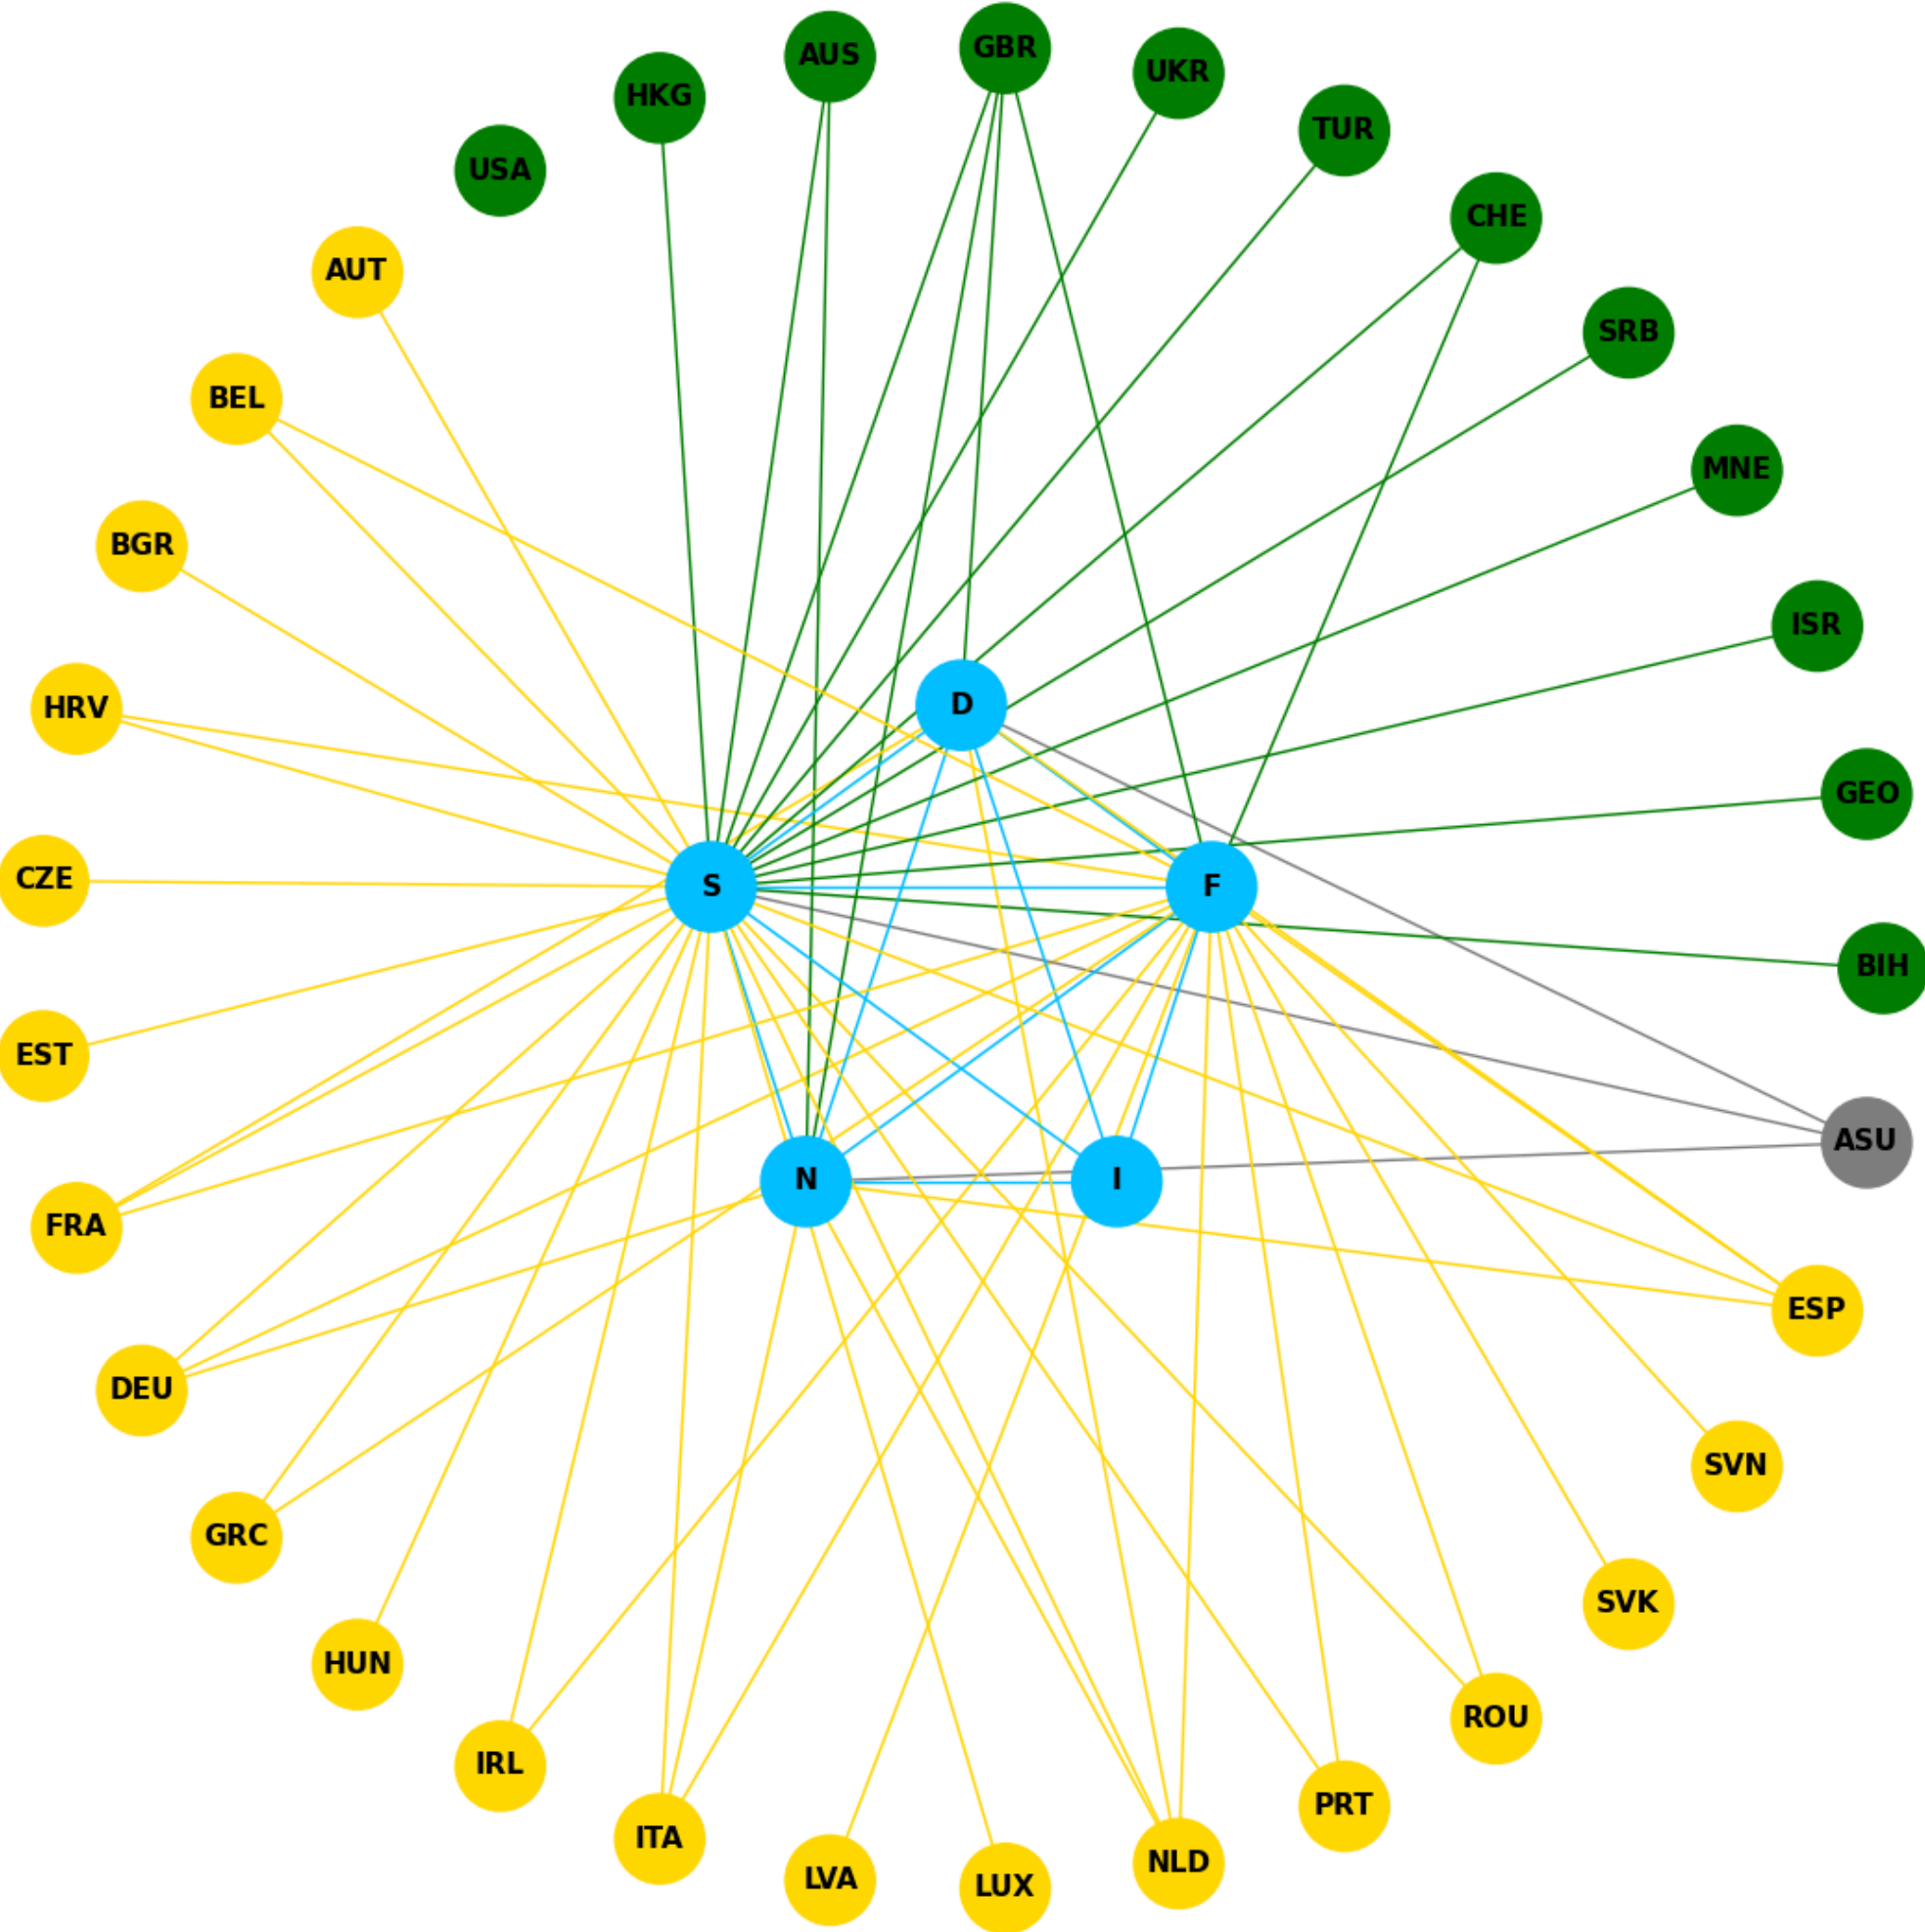 GBR
AUS
UKR
HKG
TUR
USA
CHE
AUT
SRB
BEL
MNE
BGR
ISR
D
HRV
GEO
CZE
S
F
BIH
EST
ASU
N
I
FRA
ESP
DEU
SVN
GRC
SVK
HUN
ROU
IRL
PRT
ITA
NLD
LVA
LUX